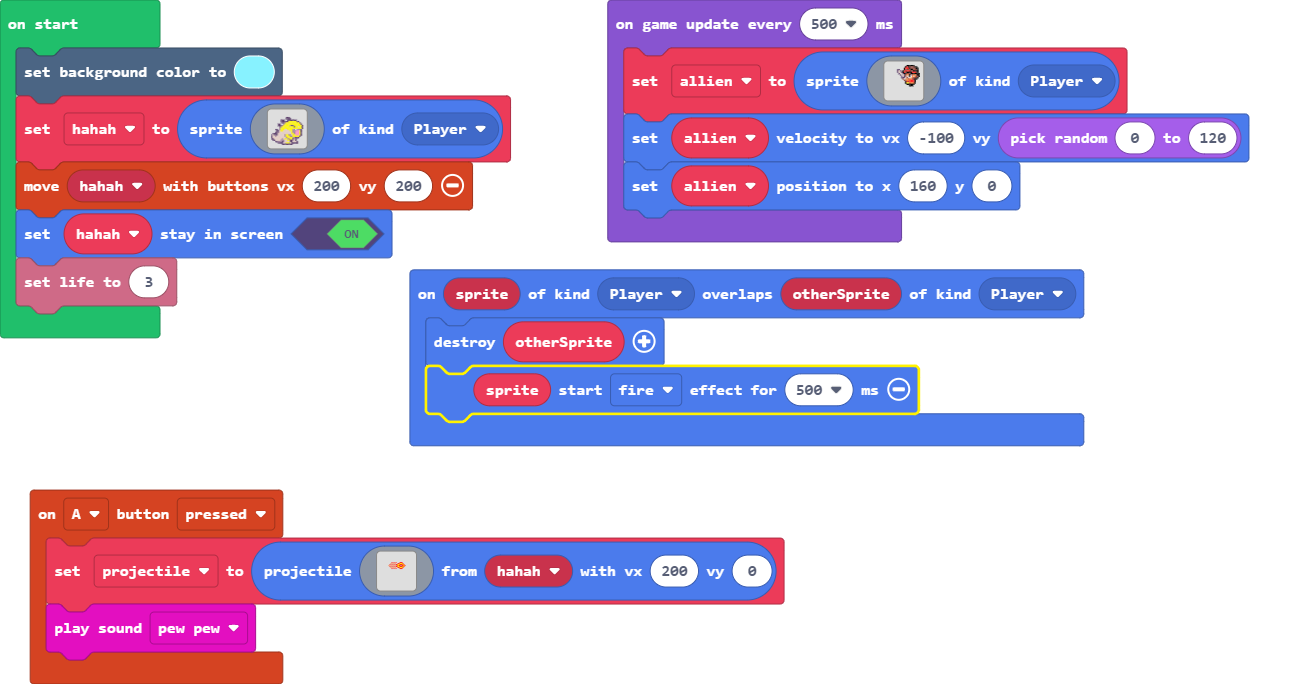 on start
set background color to
set hahah to sprite of kind Player
move hahah with buttons vx 200 vy 200
set hahah stay in screen ON
set life to 3
on game update every 500 ms
set allien to sprite of kind Player
set allien velocity to vx -100 vy pick random 0 to 120
set allien position to x 160 y 0
on sprite of kind Player overlaps otherSprite of kind Player
destroy otherSprite
sprite start fire effect for 500 ms
on A button pressed
set projectile to projectile from hahah with vx 200 vy 0
play sound pew pew